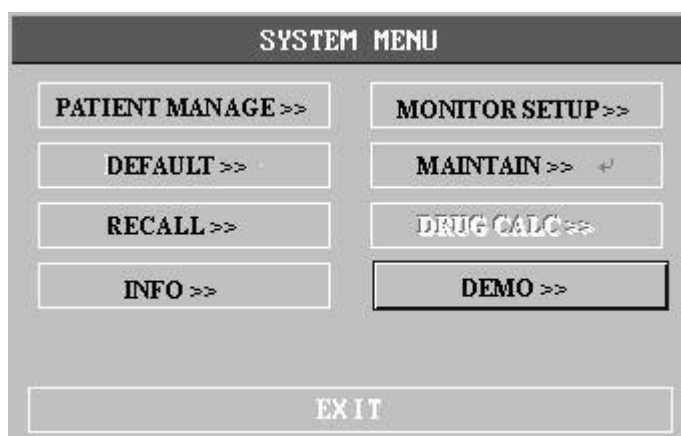 SYSTEM MENU
PATIENT MANAGE >> MONITOR SETUP>>
DEFAULT >> MAINTAIN >> ↵
RECALL >> DRUG CALC >>
INFO >> DEMO >>
EXIT